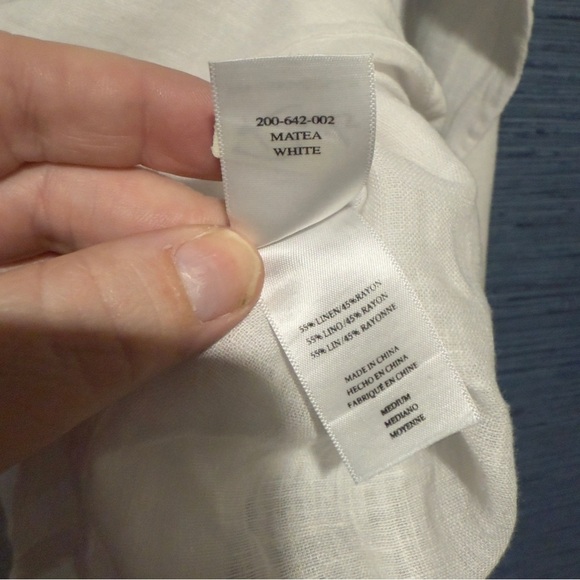 200-642-002
MATEA
WHITE
55% LINEN/45%RAYON
55% LINO/45% RAYON
55% LIN/45% RAYONNE
MADE IN CHINA
HECHO EN CHINA
FABRIQUÉ EN CHINE
MEDIUM
MEDIANO
MOYENNE